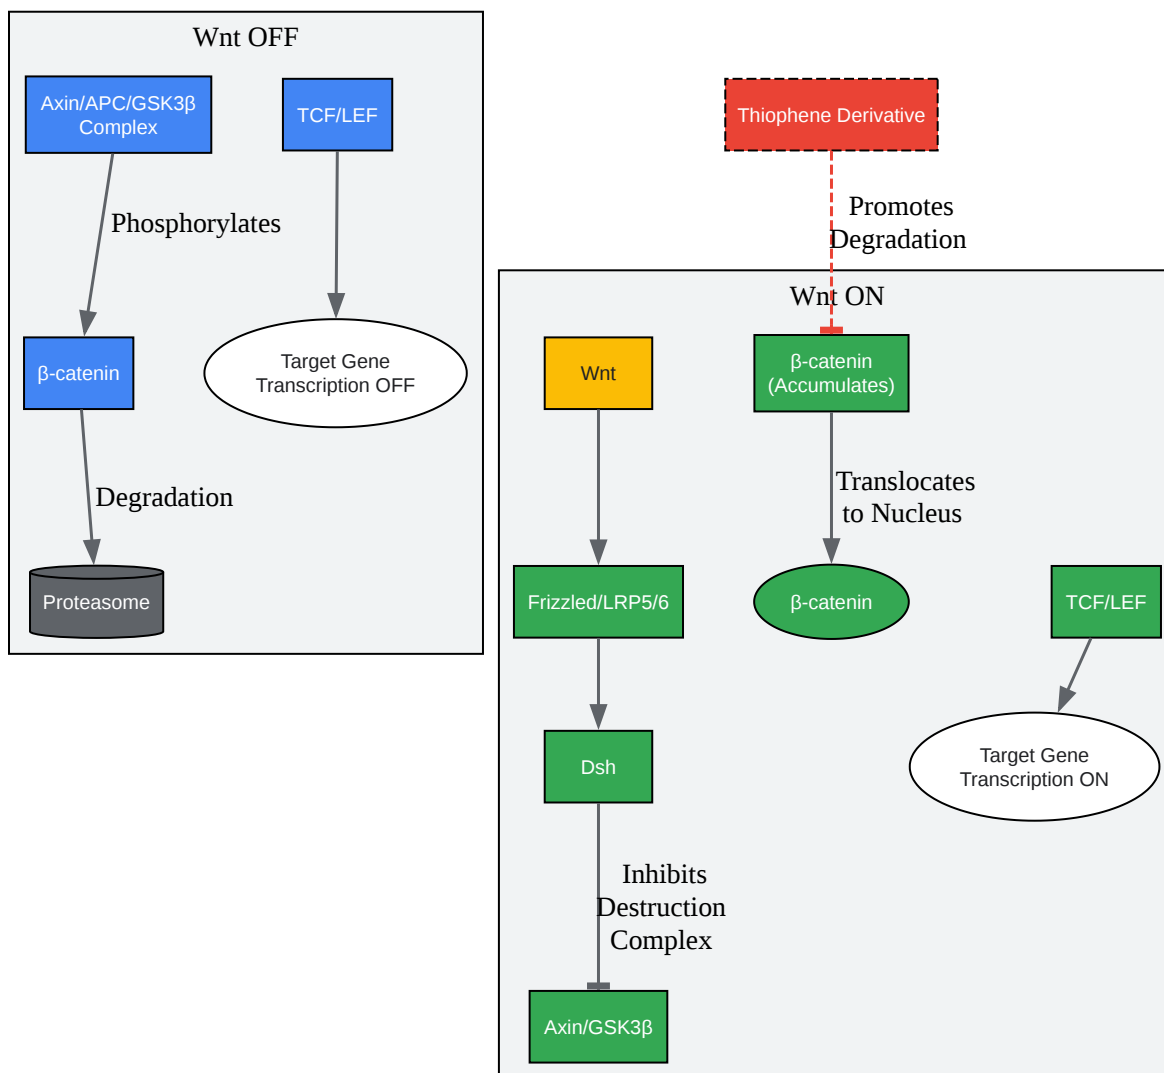 Wnt OFF
Axin/APC/GSK3β
Complex
TCF/LEF
Phosphorylates
β-catenin
Target Gene
Transcription OFF
Degradation
Proteasome
Thiophene Derivative
Promotes
Degradation
Wnt ON
Wnt
β-catenin
(Accumulates)
Translocates
to Nucleus
Frizzled/LRP5/6
β-catenin
TCF/LEF
Dsh
Target Gene
Transcription ON
Inhibits
Destruction
Complex
Axin/GSK3β